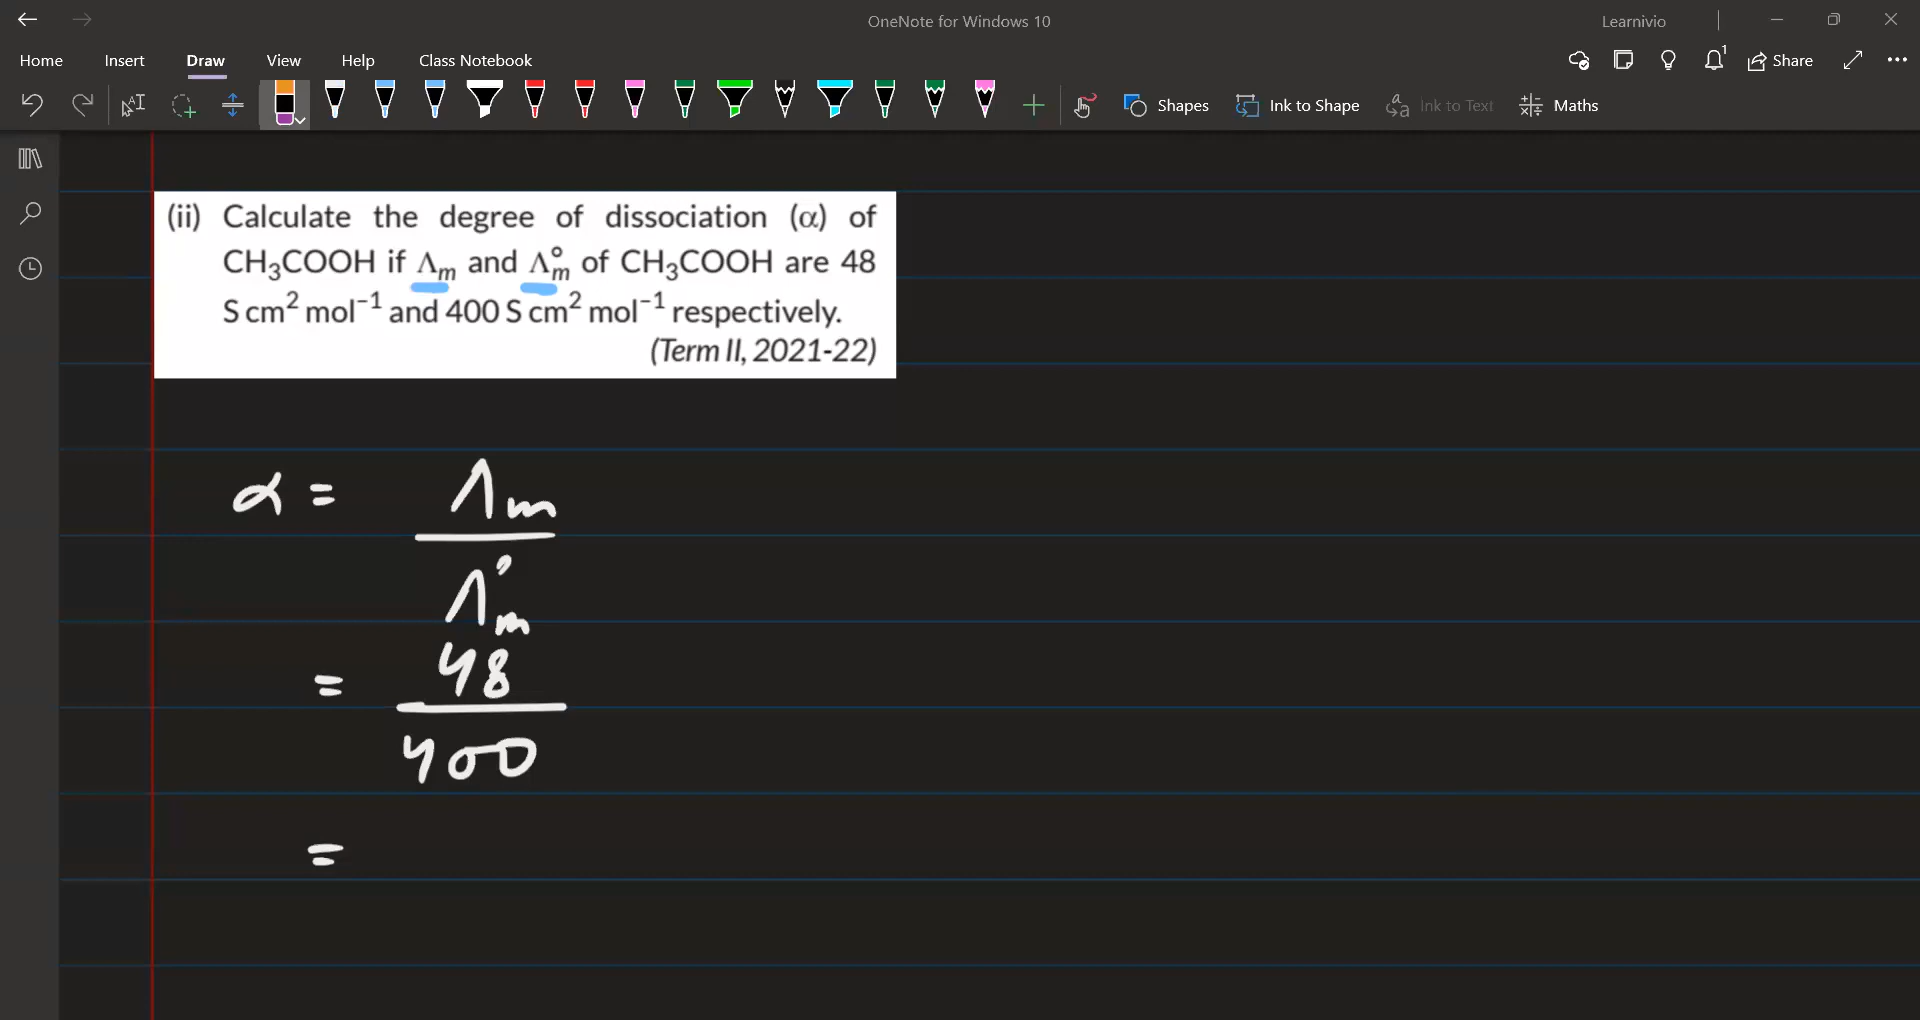 OneNote for Windows 10
Learnivio
Home Insert Draw View Help Class Notebook
1
Share
Shapes Ink to Shape Ink to Text Maths
(ii) Calculate the degree of dissociation (α) of
CH₃COOH if Λₘ and Λ°ₘ of CH₃COOH are 48
S cm² mol⁻¹ and 400 S cm² mol⁻¹ respectively.
(Term II, 2021-22)
α = Λm
Λ°m
= 48
400
=